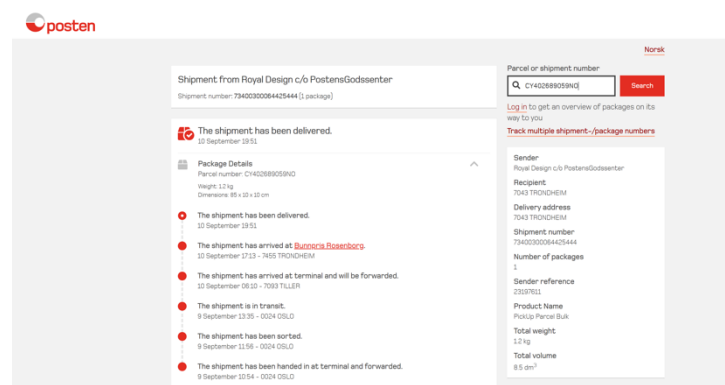 posten
Norsk
Shipment from Royal Design c/o PostensGodssenter
Shipment number: 73400300064425444 (1 package)
The shipment has been delivered.
10 September 19:51
Package Details
Parcel number: CY402689059NO
Weight: 1.2 kg
Dimensions: 85 x 10 x 10 cm
The shipment has been delivered.
10 September 19:51
The shipment has arrived at Bunnpris Rosenborg.
10 September 17:13 - 7455 TRONDHEIM
The shipment has arrived at terminal and will be forwarded.
10 September 06:10 - 7093 TILLER
The shipment is in transit.
9 September 13:35 - 0024 OSLO
The shipment has been sorted.
9 September 11:56 - 0024 OSLO
The shipment has been handed in at terminal and forwarded.
9 September 10:54 - 0024 OSLO
Parcel or shipment number
CY402689059NO
Search
Log in to get an overview of packages on its
way to you
Track multiple shipment-/package numbers
Sender
Royal Design c/o PostensGodssenter
Recipient
7043 TRONDHEIM
Delivery address
7043 TRONDHEIM
Shipment number
73400300064425444
Number of packages
1
Sender reference
23197611
Product Name
PickUp Parcel Bulk
Total weight
1.2 kg
Total volume
8.5 dm³